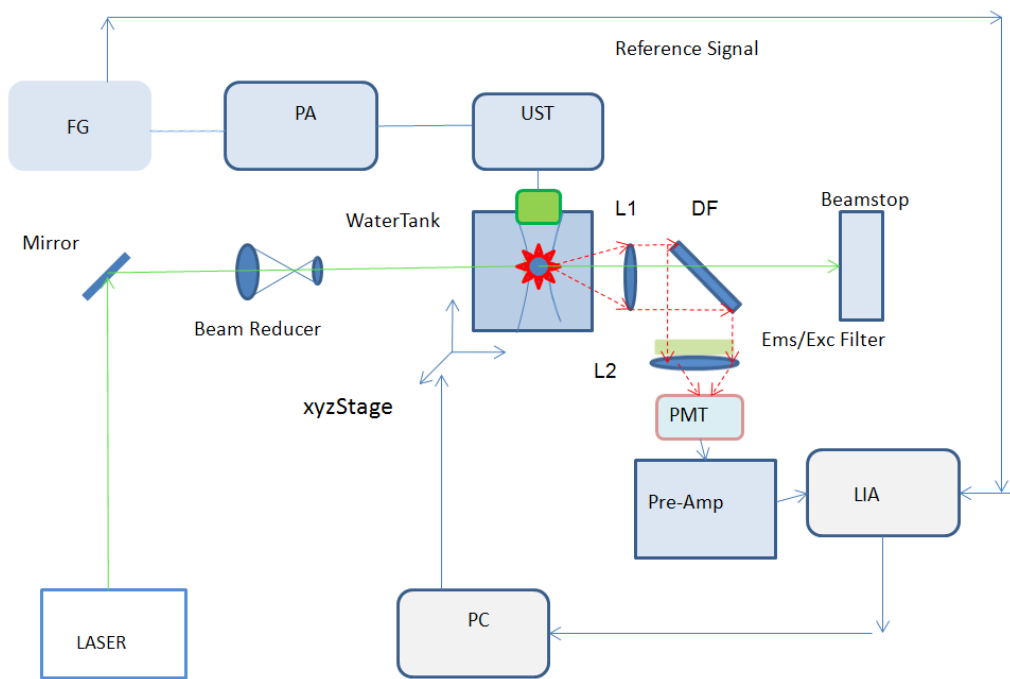 Reference Signal
FG
PA
UST
WaterTank
L1
DF
Beamstop
Mirror
Beam Reducer
Ems/Exc Filter
L2
xyzStage
PMT
Pre-Amp
LIA
PC
LASER